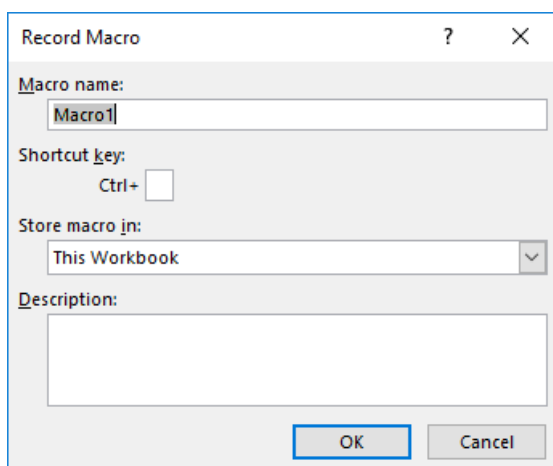 Record Macro ?
Macro name:
Macro1
Shortcut key:
Ctrl+
Store macro in:
This Workbook
Description:
OK Cancel